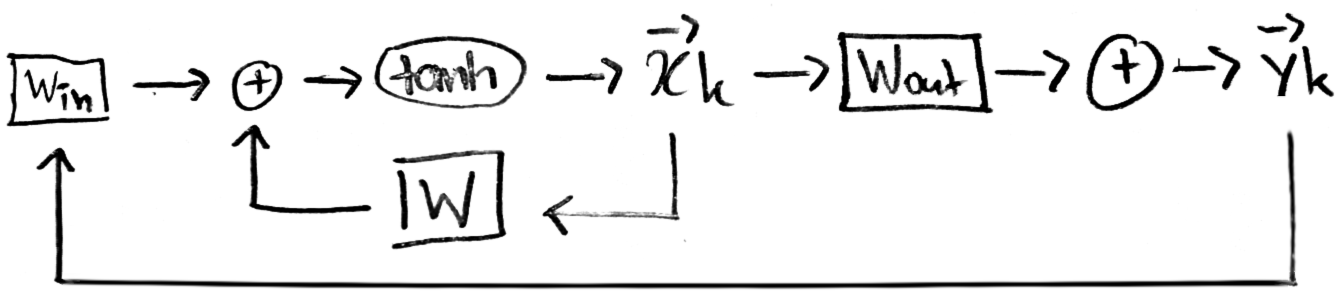 Win → ⊕ → tanh → x⃗k → Wout → ⊕ → y⃗k
W